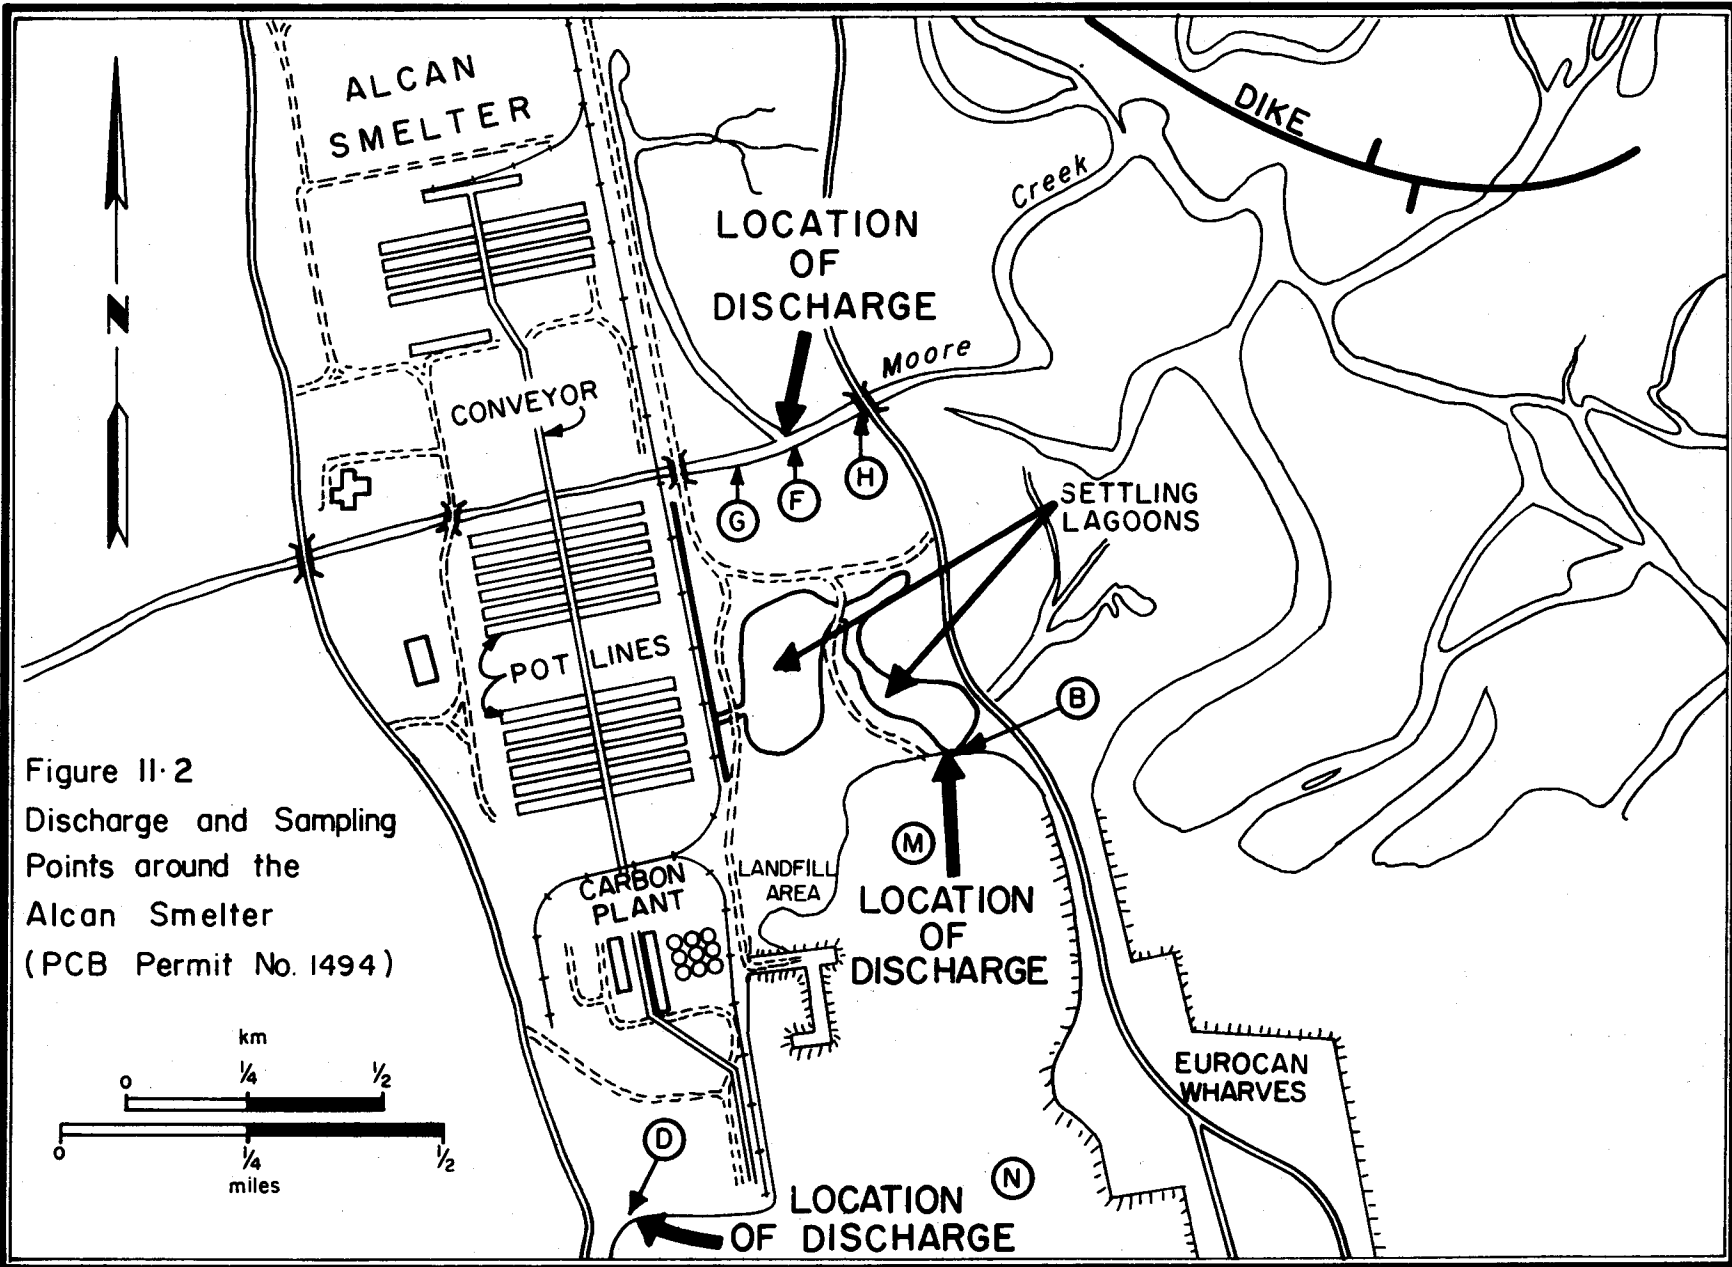 ALCAN
SMELTER
DIKE
Creek
LOCATION
OF
DISCHARGE
N
Moore
CONVEYOR
H
F
G
SETTLING
LAGOONS
POT LINES
B
Figure 11·2
Discharge and Sampling
Points around the
Alcan Smelter
(PCB Permit No. 1494)
M
LANDFILL
AREA
CARBON
PLANT
LOCATION
OF
DISCHARGE
km
0 ¼ ½
0 ¼ ½
miles
EUROCAN
WHARVES
D
N
LOCATION
OF DISCHARGE